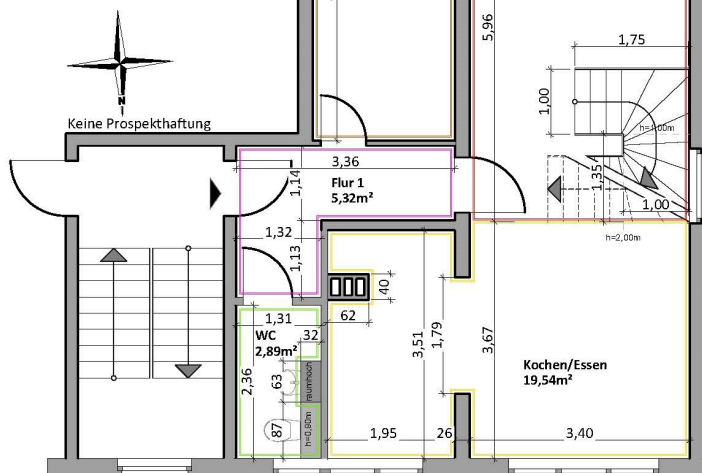 5,96
1,75
N
Keine Prospekthaftung
1,00
h=1,00m
3,36
1,14
Flur 1
5,32m²
1,35
1,00
1,32
1,13
h=2,00m
40
1,31
62
WC
2,89m²
32
1,79
3,51
3,67
2,36
63
raumhoch
Kochen/Essen
19,54m²
87
h=0,80m
1,95
26
3,40